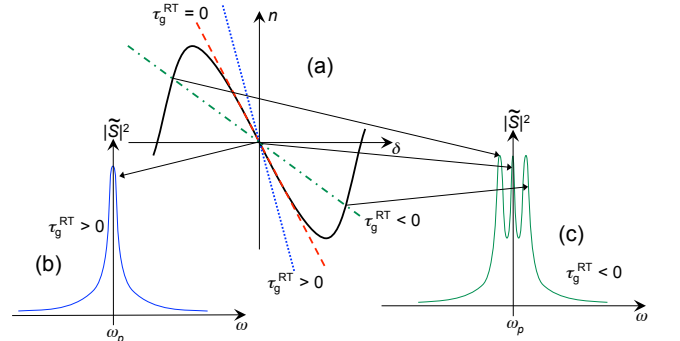 τ_g^RT = 0
n
(a)
|S̃|²
δ
|S̃|²
τ_g^RT > 0
τ_g^RT < 0
(b)
(c)
τ_g^RT > 0
τ_g^RT < 0
ω_p
ω
ω_p
ω